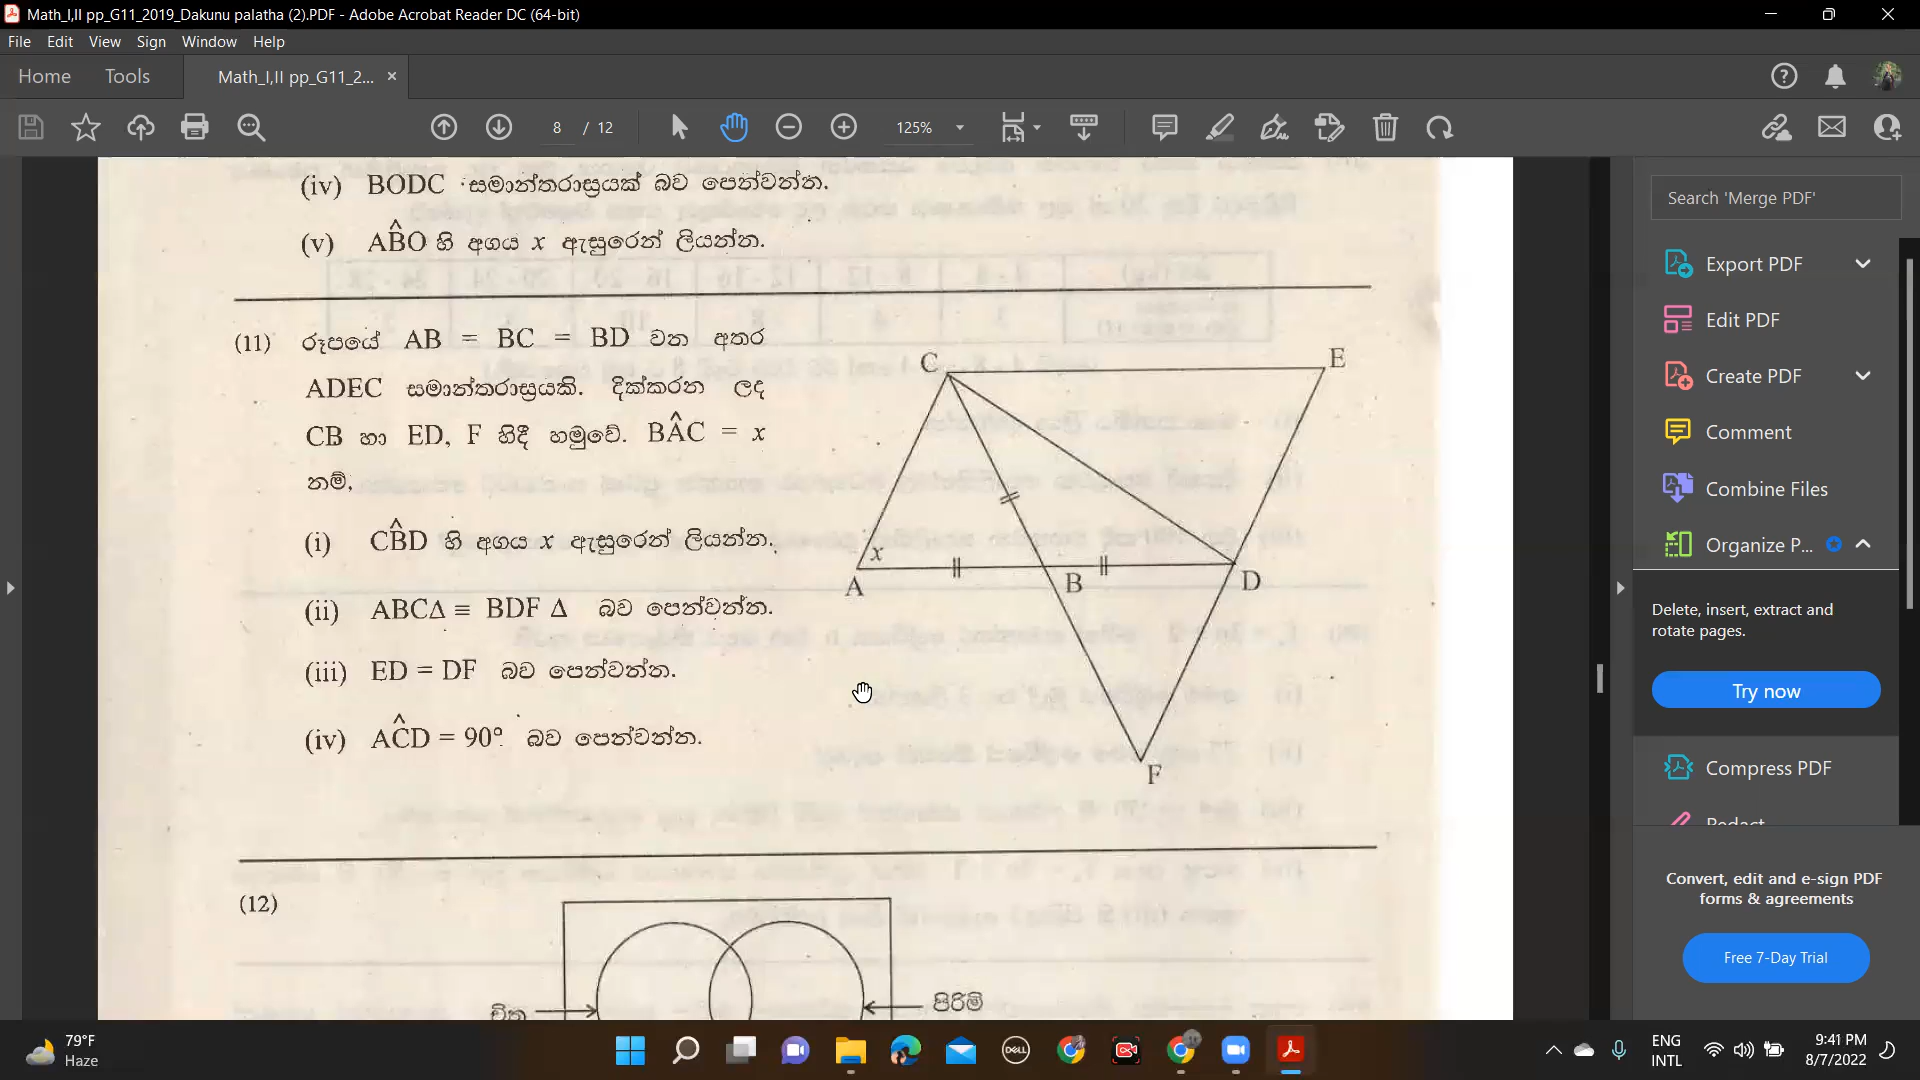 Math_I,II pp_G11_2019_Dakunu palatha (2).PDF - Adobe Acrobat Reader DC (64-bit)
File Edit View Sign Window Help
Home Tools Math_I,II pp_G11_2... ×
8 / 12 125%
(iv) BODC සමාන්තරාස්‍රයක් බව පෙන්වන්න.
(v) AB̂O හි අගය x ඇසුරෙන් ලියන්න.
(11) රූපයේ AB = BC = BD වන අතර
ADEC සමාන්තරාස්‍රයකි. දික්කරන ලද
CB හා ED, F හිදී හමුවේ. BÂC = x
නම්,
(i) CB̂D හි අගය x ඇසුරෙන් ලියන්න.
(ii) ABCΔ ≡ BDF Δ බව පෙන්වන්න.
(iii) ED = DF බව පෙන්වන්න.
(iv) AĈD = 90° බව පෙන්වන්න.
C
E
x
A
B
D
F
(12)
චිත්‍ර
පිරිමි
Search 'Merge PDF'
Export PDF
Edit PDF
Create PDF
Comment
Combine Files
Organize P...
Delete, insert, extract and
rotate pages.
Try now
Compress PDF
Redact
Convert, edit and e-sign PDF
forms & agreements
Free 7-Day Trial
79°F
Haze
DELL
ENG
INTL
9:41 PM
8/7/2022